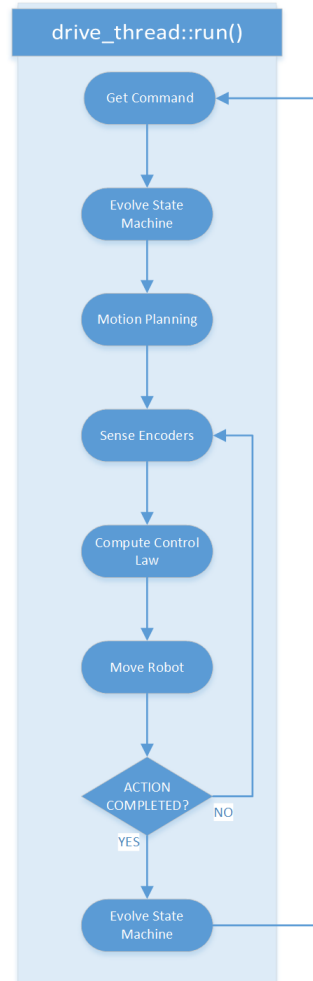 drive_thread::run()
Get Command
Evolve State
Machine
Motion Planning
Sense Encoders
Compute Control
Law
Move Robot
ACTION
COMPLETED?
NO
YES
Evolve State
Machine